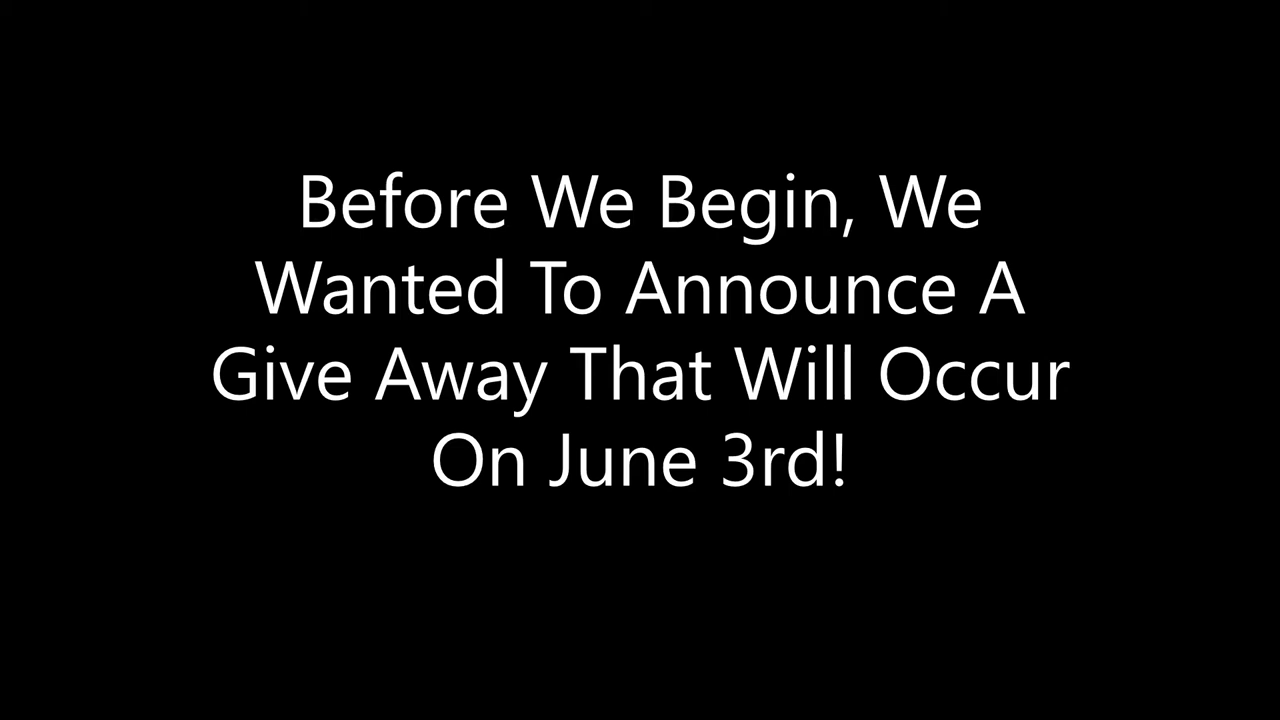 Before We Begin, We
Wanted To Announce A
Give Away That Will Occur
On June 3rd!